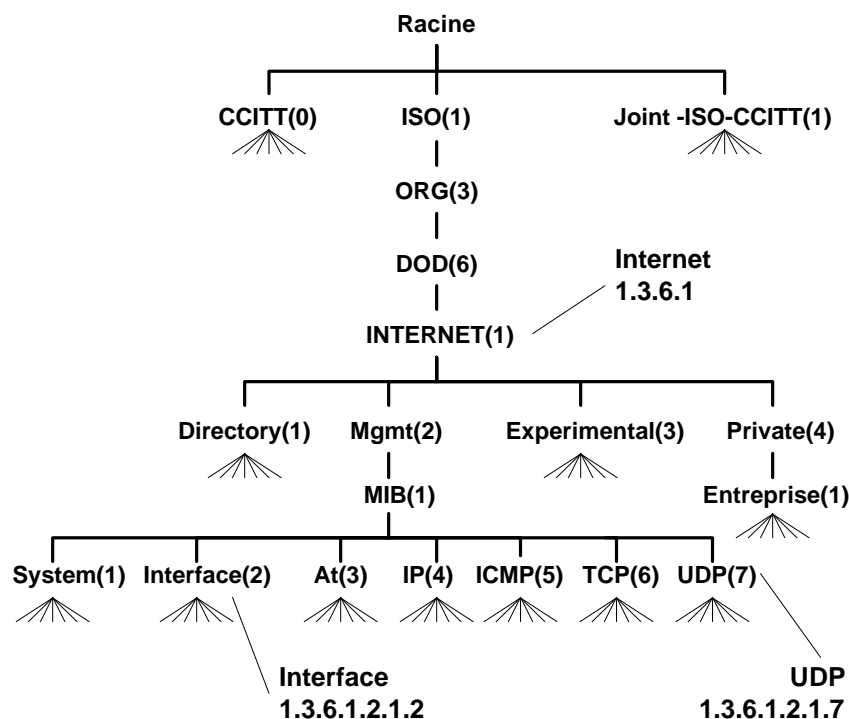 Racine
CCITT(0) ISO(1) Joint -ISO-CCITT(1)
ORG(3)
DOD(6)
Internet
1.3.6.1
INTERNET(1)
Directory(1) Mgmt(2) Experimental(3) Private(4)
MIB(1) Entreprise(1)
System(1) Interface(2) At(3) IP(4) ICMP(5) TCP(6) UDP(7)
Interface
1.3.6.1.2.1.2
UDP
1.3.6.1.2.1.7